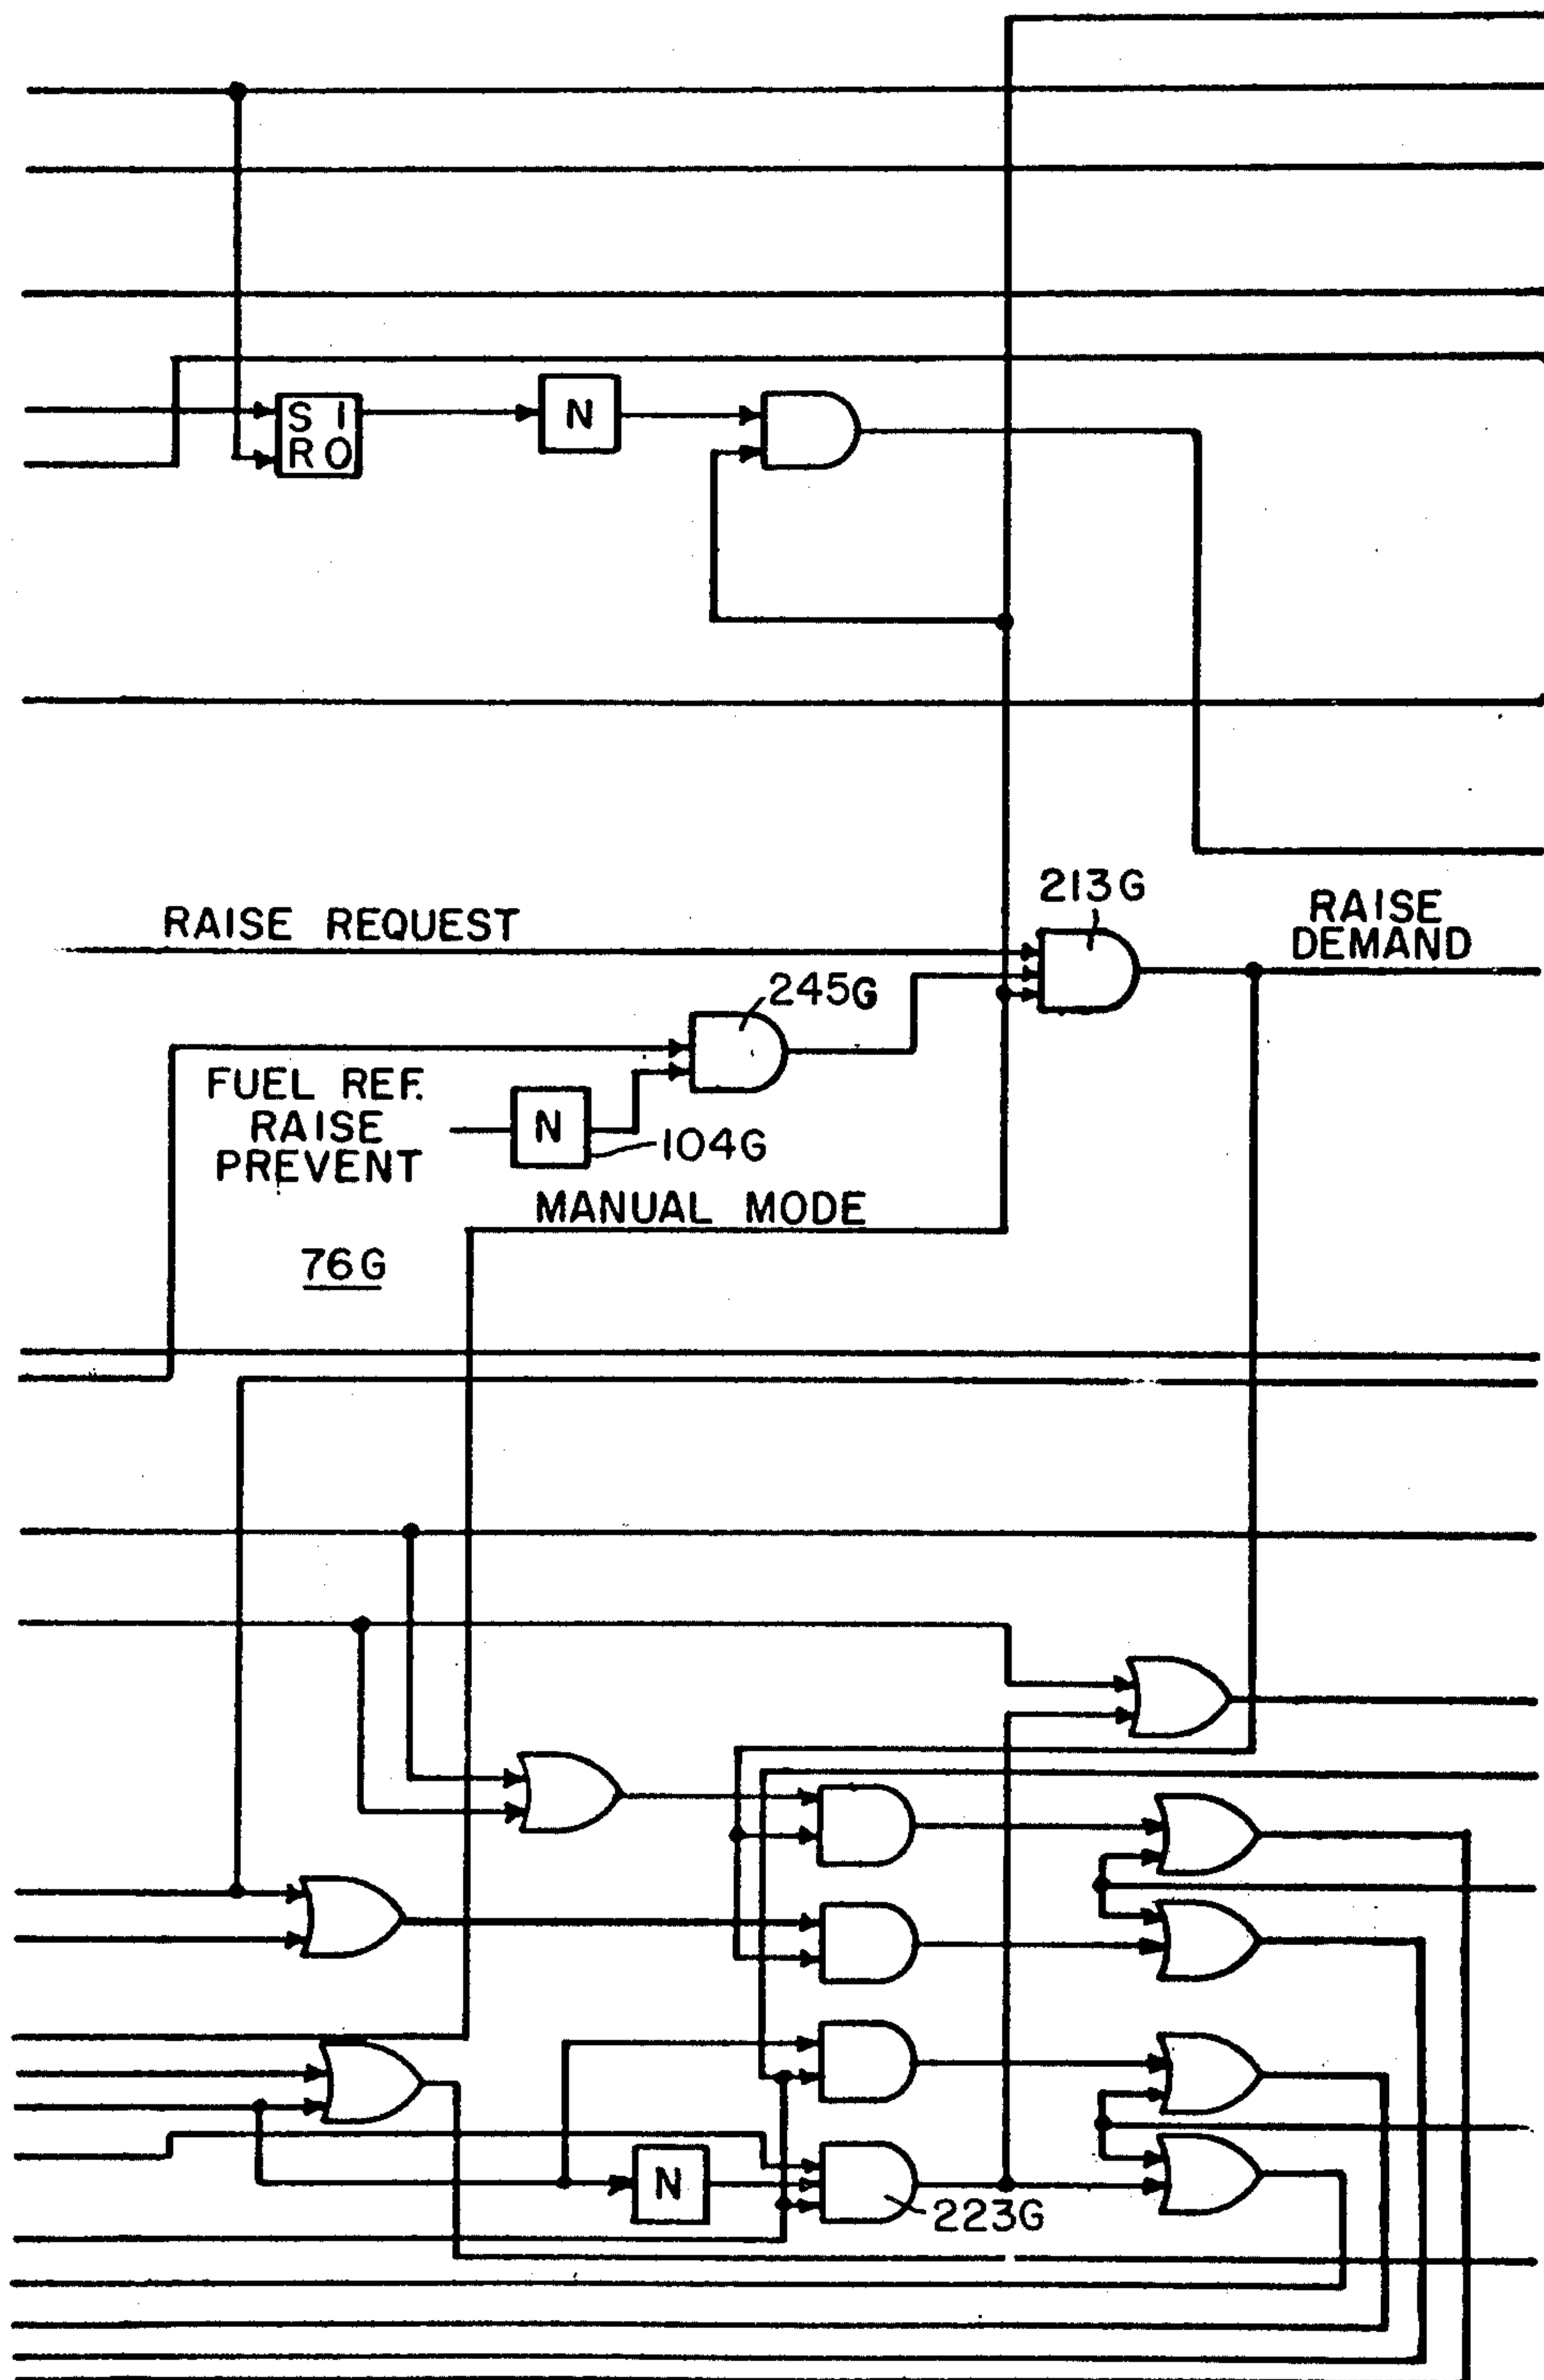 S I
R O
N
213G
RAISE REQUEST
RAISE
DEMAND
245G
FUEL REF.
RAISE
PREVENT
N
104G
MANUAL MODE
76G
N
223G